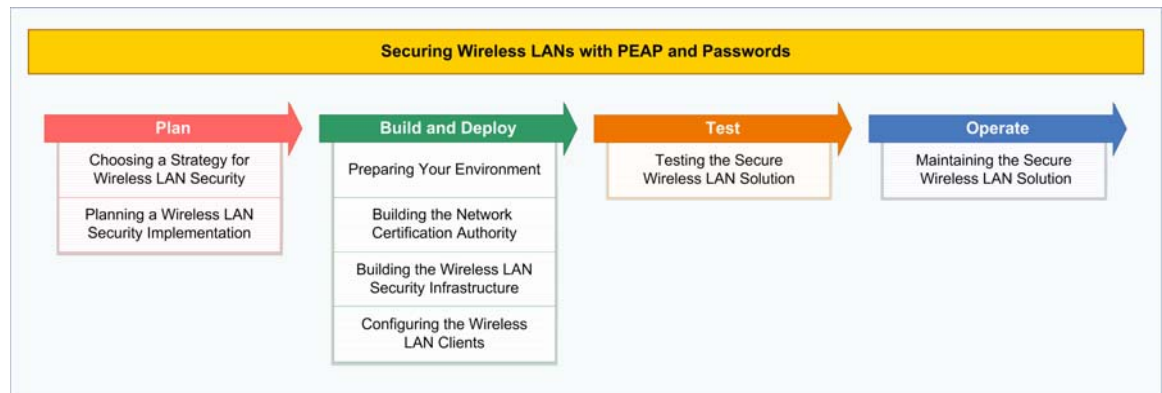 Securing Wireless LANs with PEAP and Passwords
Plan
Choosing a Strategy for
Wireless LAN Security
Planning a Wireless LAN
Security Implementation
Build and Deploy
Preparing Your Environment
Building the Network
Certification Authority
Building the Wireless LAN
Security Infrastructure
Configuring the Wireless
LAN Clients
Test
Testing the Secure
Wireless LAN Solution
Operate
Maintaining the Secure
Wireless LAN Solution